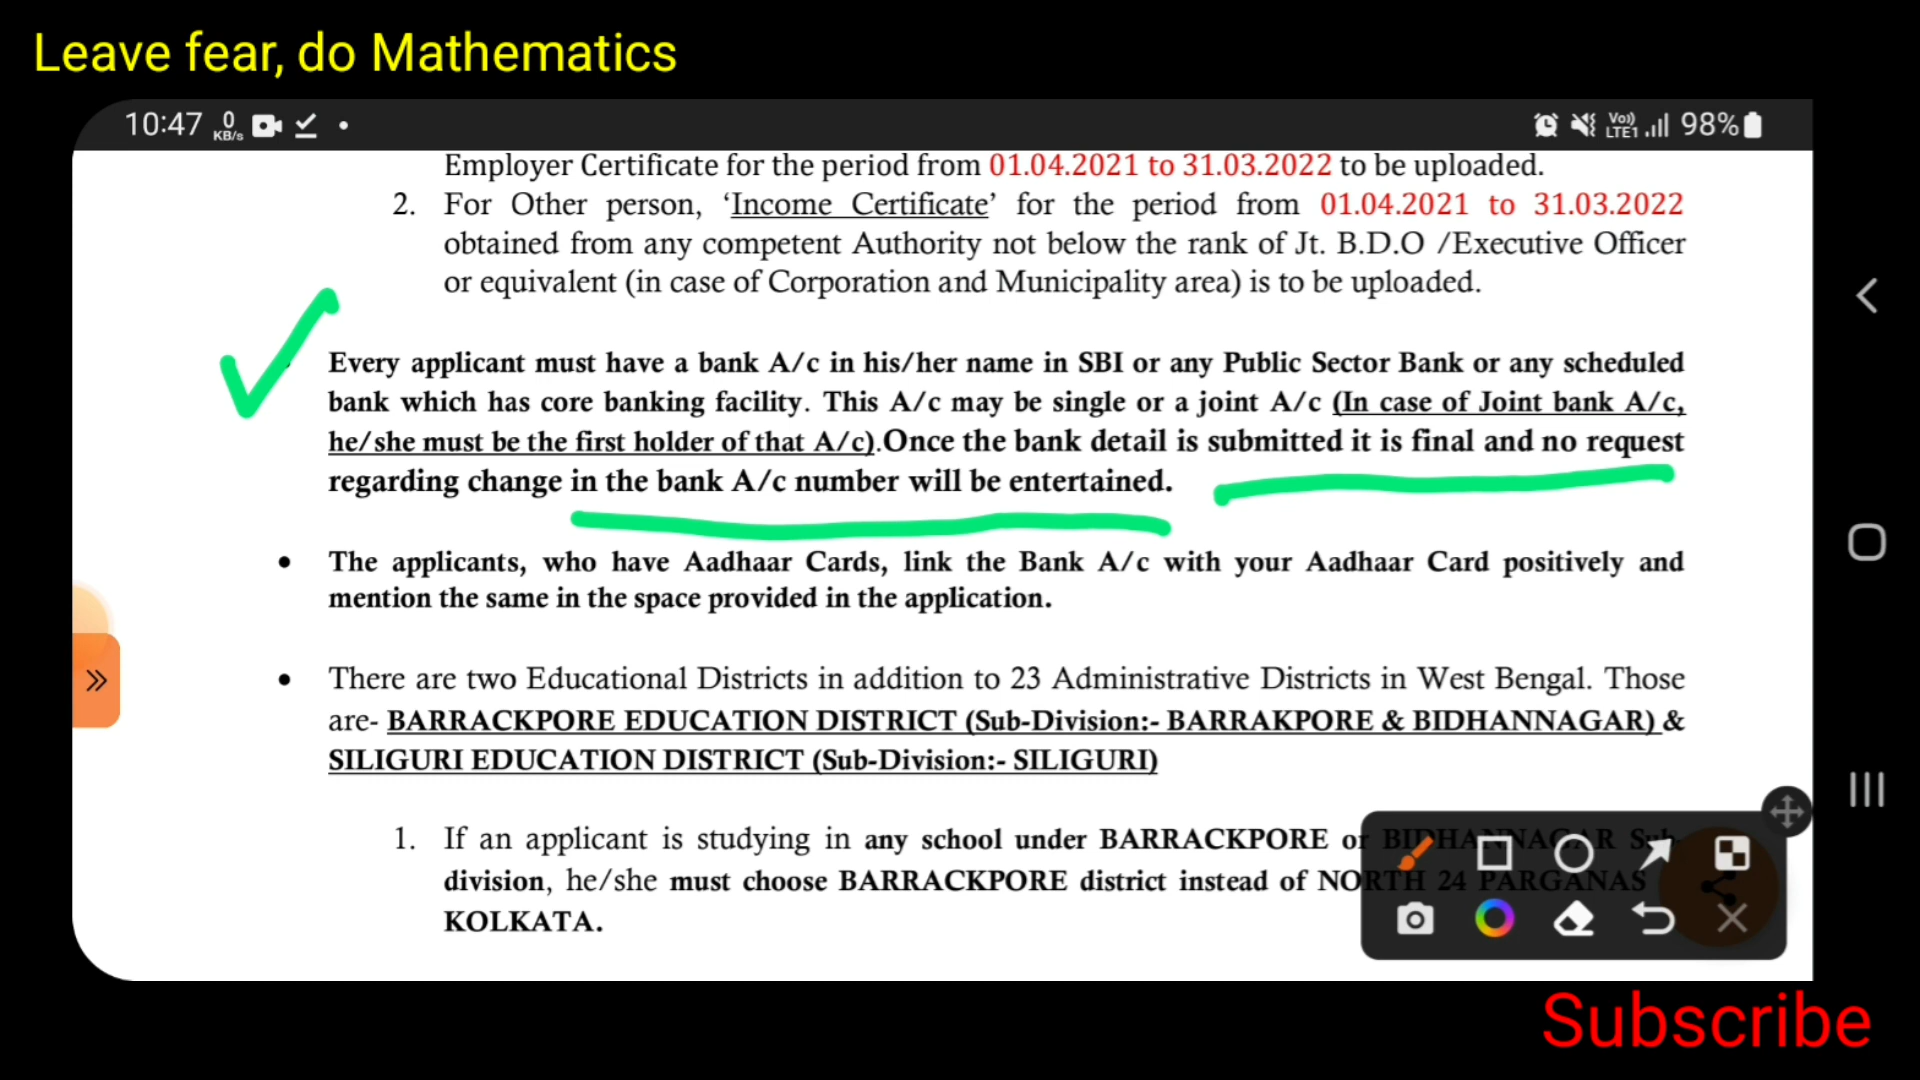 Leave fear, do Mathematics
10:47 0 KB/s Vo)) LTE1 98%
Employer Certificate for the period from 01.04.2021 to 31.03.2022 to be uploaded.
2. For Other person, ‘Income Certificate’ for the period from 01.04.2021 to 31.03.2022
obtained from any competent Authority not below the rank of Jt. B.D.O /Executive Officer
or equivalent (in case of Corporation and Municipality area) is to be uploaded.
Every applicant must have a bank A/c in his/her name in SBI or any Public Sector Bank or any scheduled
bank which has core banking facility. This A/c may be single or a joint A/c (In case of Joint bank A/c,
he/she must be the first holder of that A/c).Once the bank detail is submitted it is final and no request
regarding change in the bank A/c number will be entertained.
• The applicants, who have Aadhaar Cards, link the Bank A/c with your Aadhaar Card positively and
mention the same in the space provided in the application.
• There are two Educational Districts in addition to 23 Administrative Districts in West Bengal. Those
are- BARRACKPORE EDUCATION DISTRICT (Sub-Division:- BARRAKPORE & BIDHANNAGAR) &
SILIGURI EDUCATION DISTRICT (Sub-Division:- SILIGURI)
1. If an applicant is studying in any school under BARRACKPORE or BIDHANNAGAR Sub
division, he/she must choose BARRACKPORE district instead of NORTH 24 PARGANAS
KOLKATA.
Subscribe